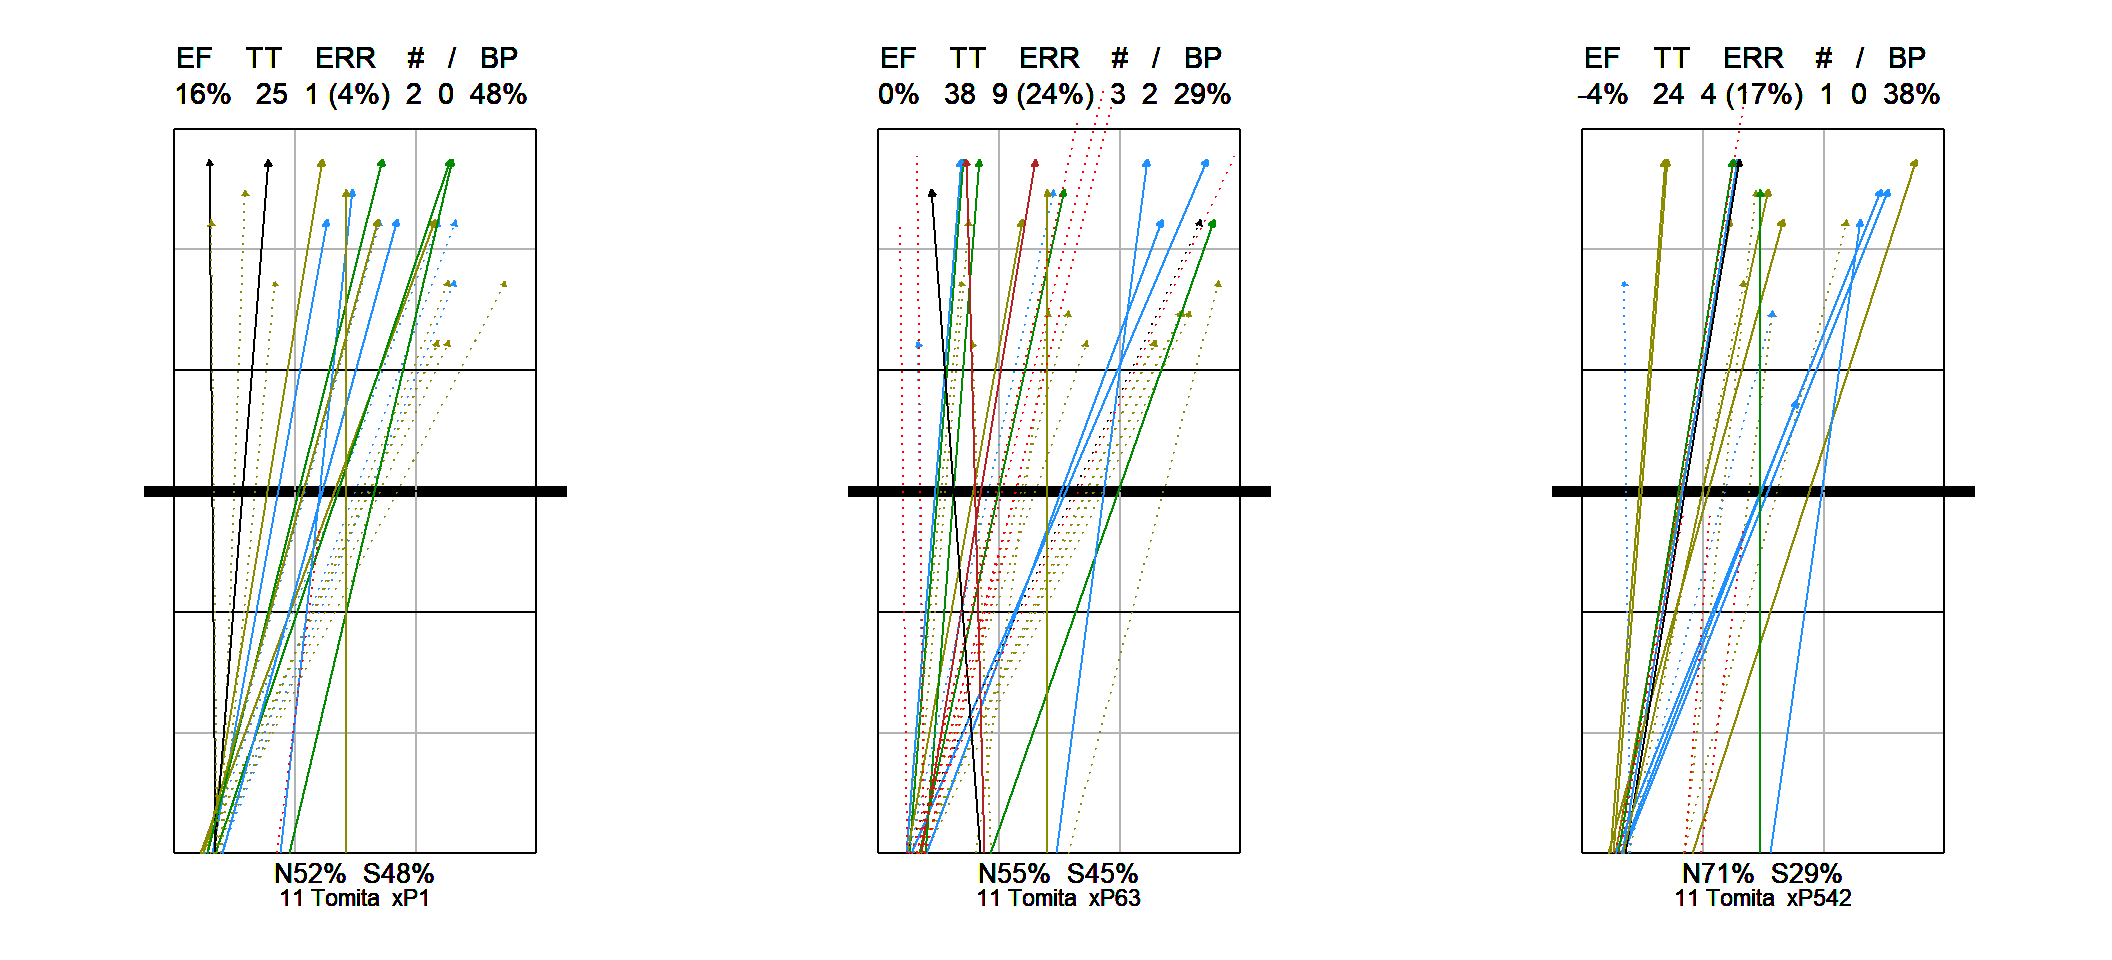 EF TT ERR # / BP
16% 25 1 (4%) 2 0 48%
N52% S48%
11 Tomita xP1
EF TT ERR # / BP
0% 38 9 (24%) 3 2 29%
N55% S45%
11 Tomita xP63
EF TT ERR # / BP
-4% 24 4 (17%) 1 0 38%
N71% S29%
11 Tomita xP542